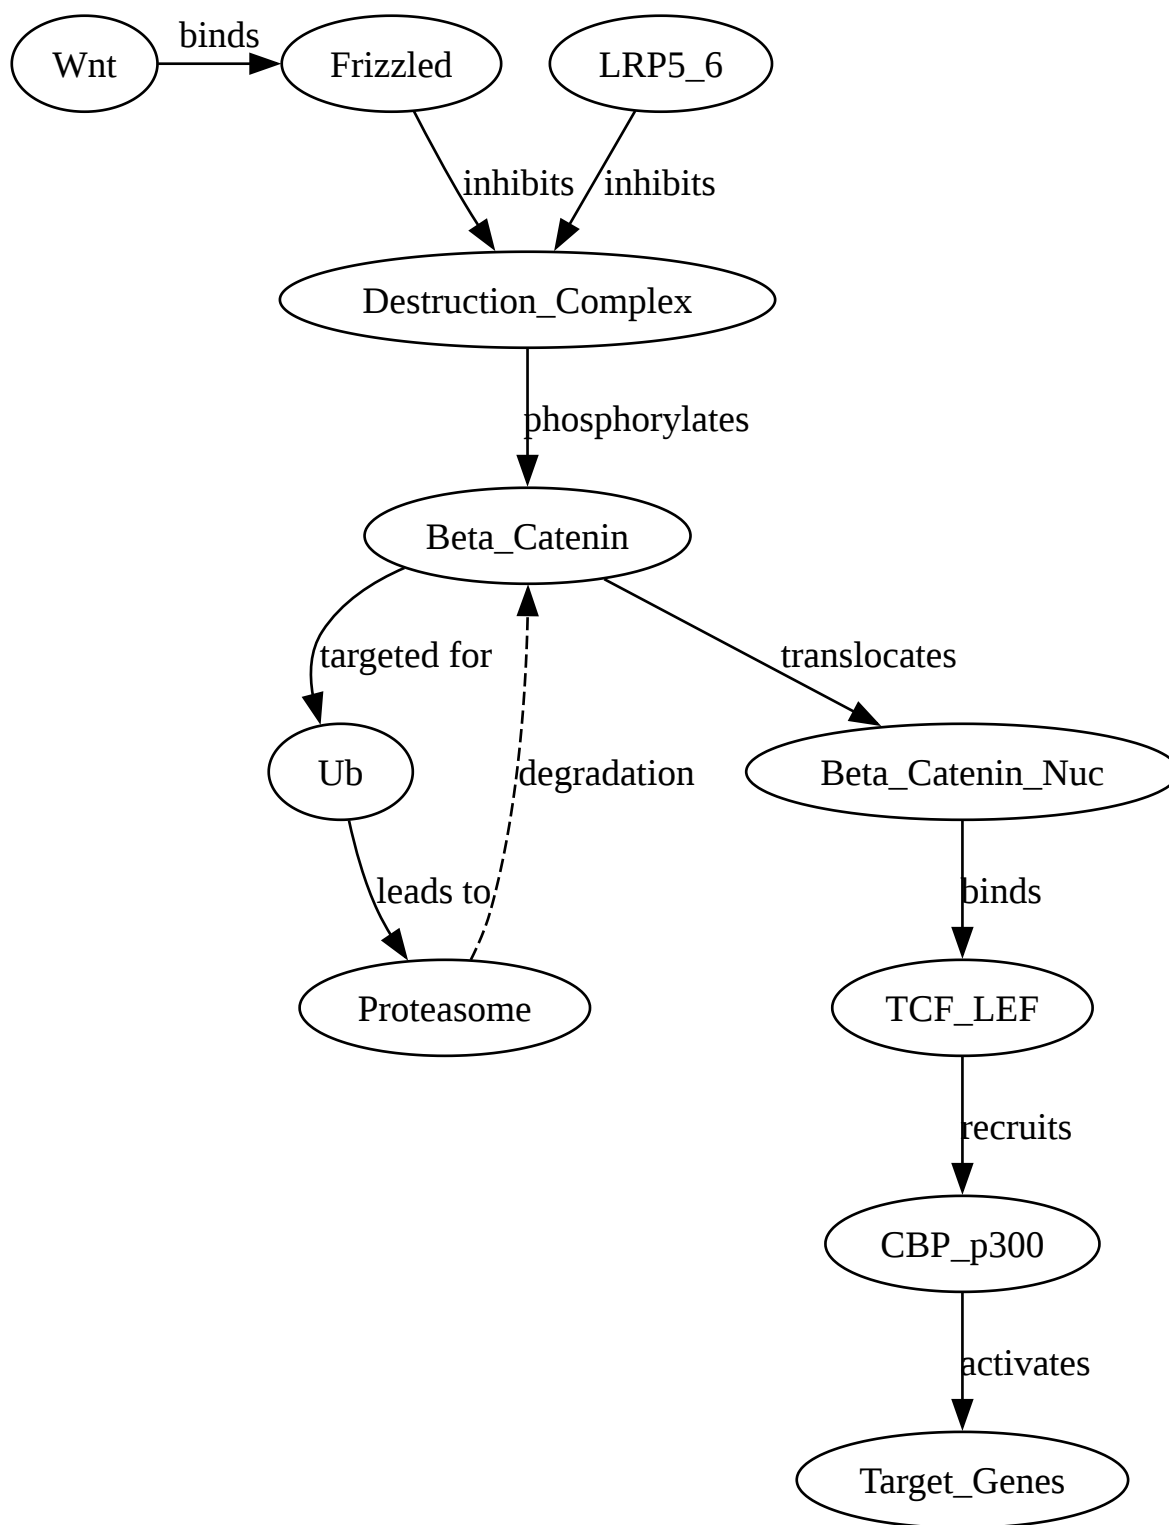 Wnt
binds
Frizzled
LRP5_6
inhibits
inhibits
Destruction_Complex
phosphorylates
Beta_Catenin
targeted for
translocates
Ub
degradation
Beta_Catenin_Nuc
leads to
binds
Proteasome
TCF_LEF
recruits
CBP_p300
activates
Target_Genes